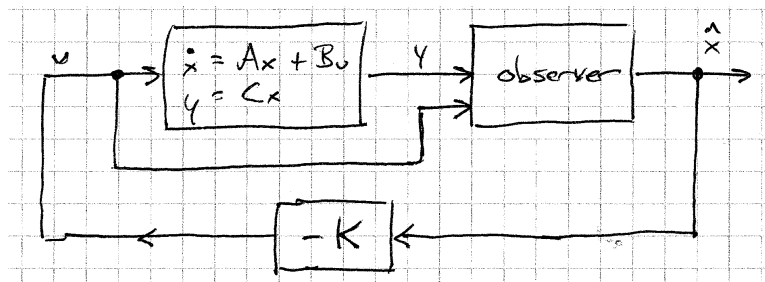 u
ẋ = Ax + Bu
y = Cx
y
observer
x̂
-K